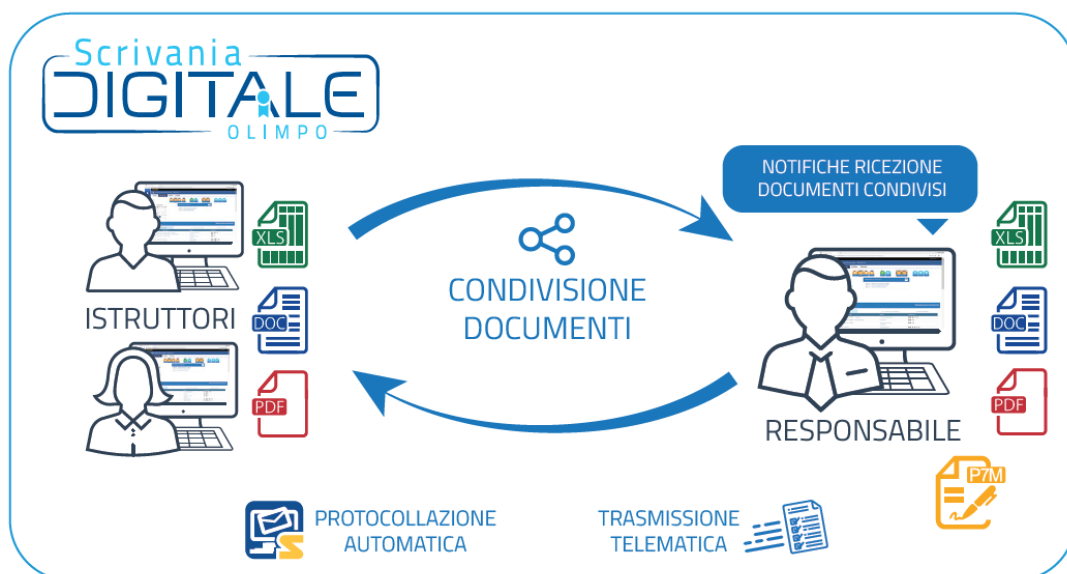 Scrivania
DIGITALE
OLIMPO
NOTIFICHE RICEZIONE
DOCUMENTI CONDIVISI
XLS
DOC
PDF
ISTRUTTORI
CONDIVISIONE
DOCUMENTI
XLS
DOC
PDF
RESPONSABILE
P7M
PROTOCOLLAZIONE
AUTOMATICA
TRASMISSIONE
TELEMATICA